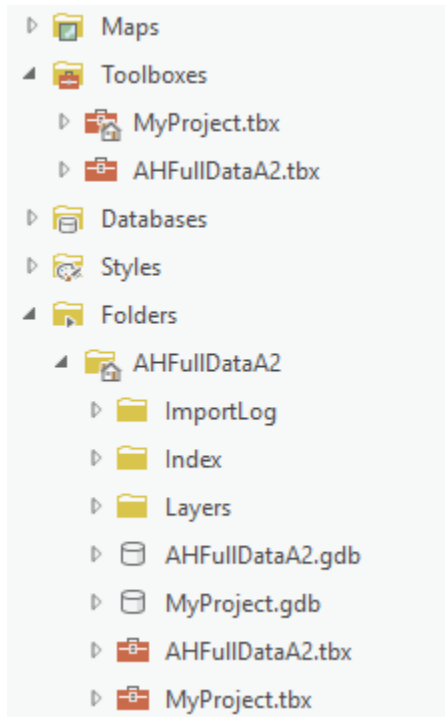 Maps
Toolboxes
MyProject.tbx
AHFullDataA2.tbx
Databases
Styles
Folders
AHFullDataA2
ImportLog
Index
Layers
AHFullDataA2.gdb
MyProject.gdb
AHFullDataA2.tbx
MyProject.tbx